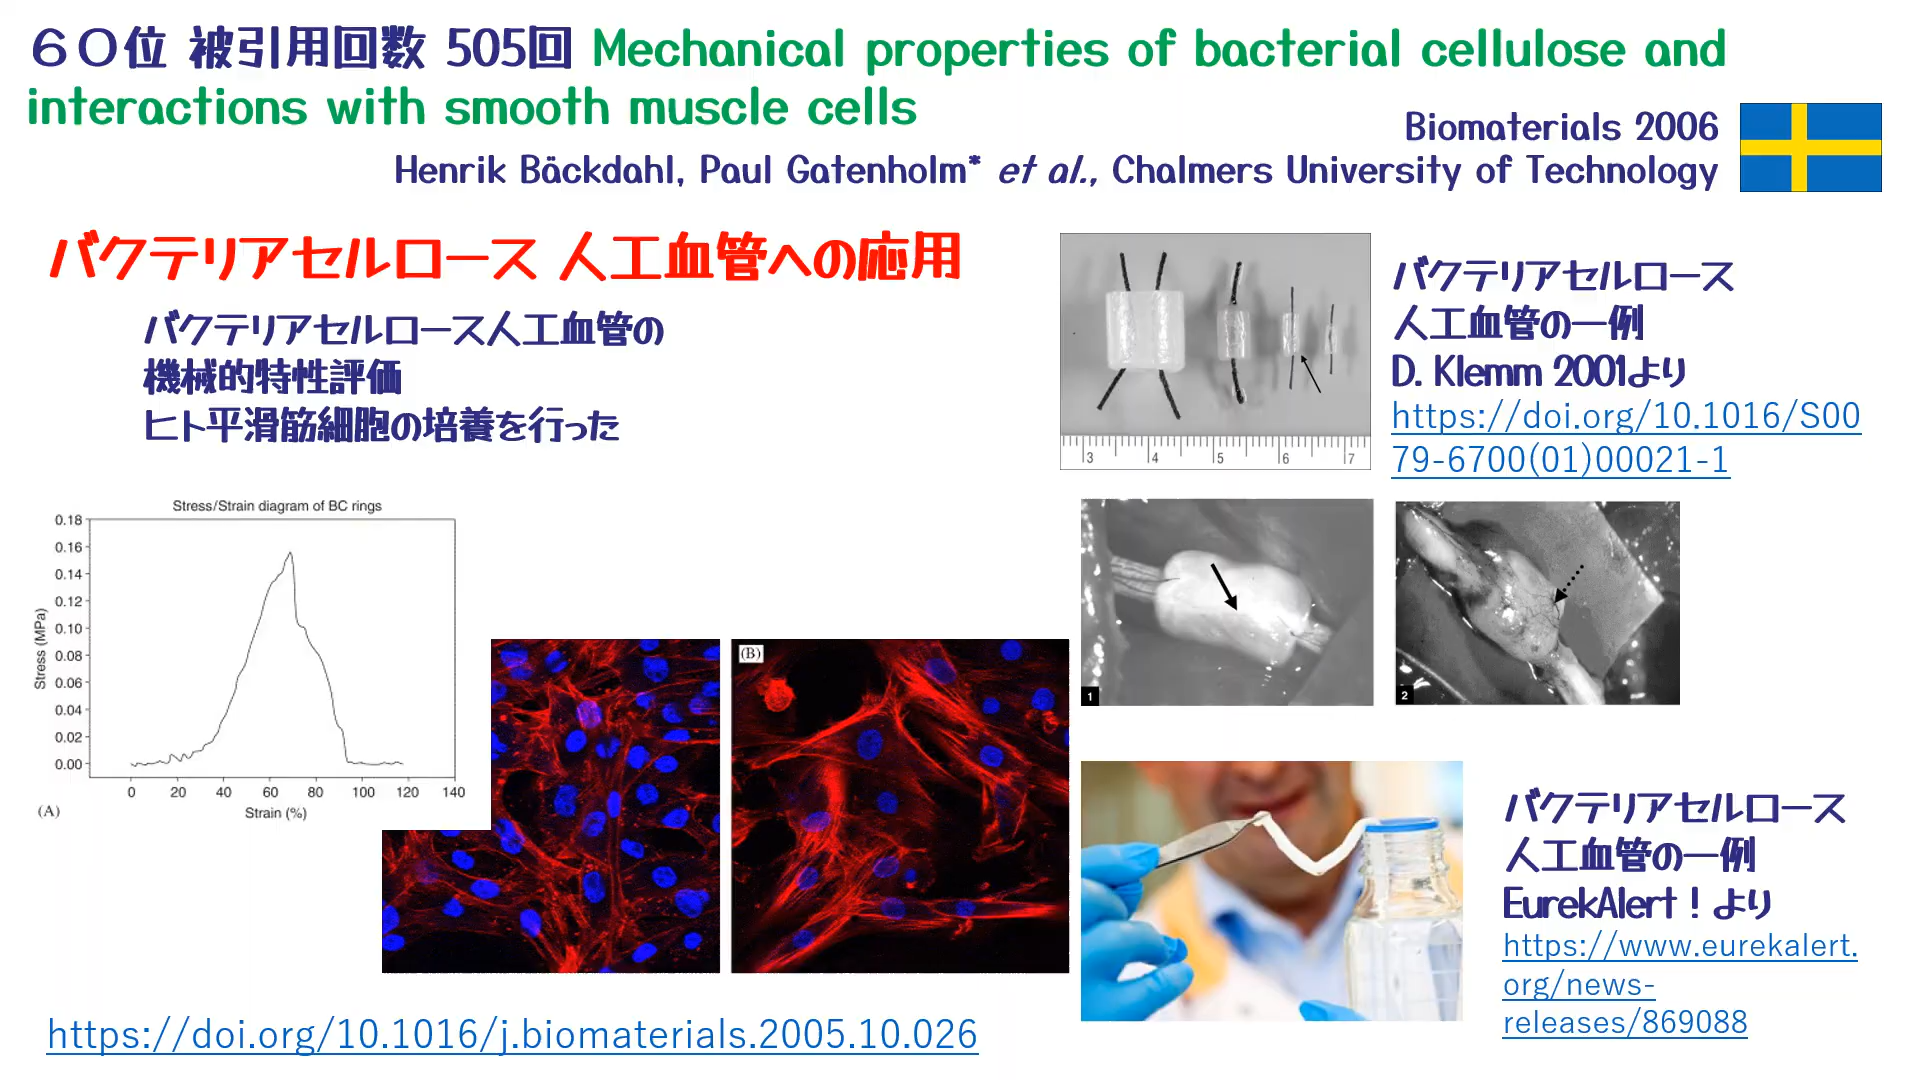 ６０位 被引用回数 505回 Mechanical properties of bacterial cellulose and
interactions with smooth muscle cells
Biomaterials 2006
Henrik Bäckdahl, Paul Gatenholm* et al., Chalmers University of Technology
バクテリアセルロース 人工血管への応用
バクテリアセルロース人工血管の
機械的特性評価
ヒト平滑筋細胞の培養を行った
3 4 5 6 7
バクテリアセルロース
人工血管の一例
D. Klemm 2001より
https://doi.org/10.1016/S00
79-6700(01)00021-1
1
2
Stress/Strain diagram of BC rings
Stress (MPa)
0.18
0.16
0.14
0.12
0.10
0.08
0.06
0.04
0.02
0.00
0 20 40 60 80 100 120 140
Strain (%)
(A)
(B)
バクテリアセルロース
人工血管の一例
EurekAlert！より
https://www.eurekalert.
org/news-
releases/869088
https://doi.org/10.1016/j.biomaterials.2005.10.026